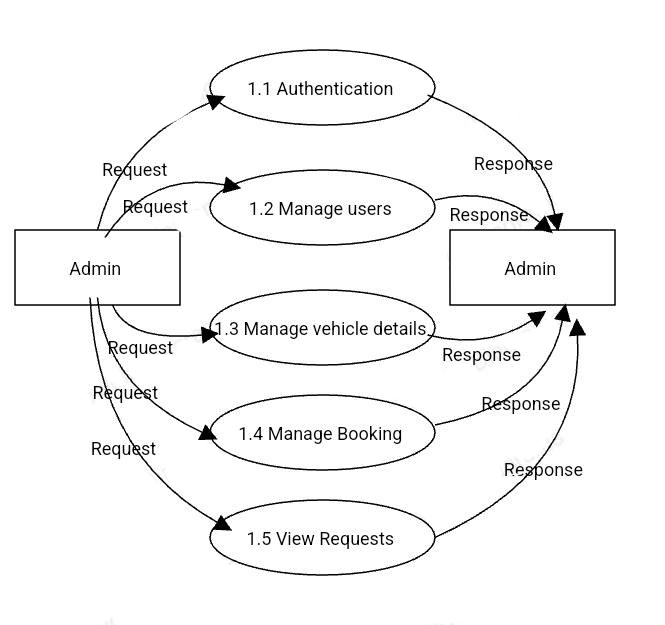 1.1 Authentication
Request
Response
Request
1.2 Manage users
Response
Admin
Admin
1.3 Manage vehicle details
Request
Response
Request
Response
1.4 Manage Booking
Request
Response
1.5 View Requests